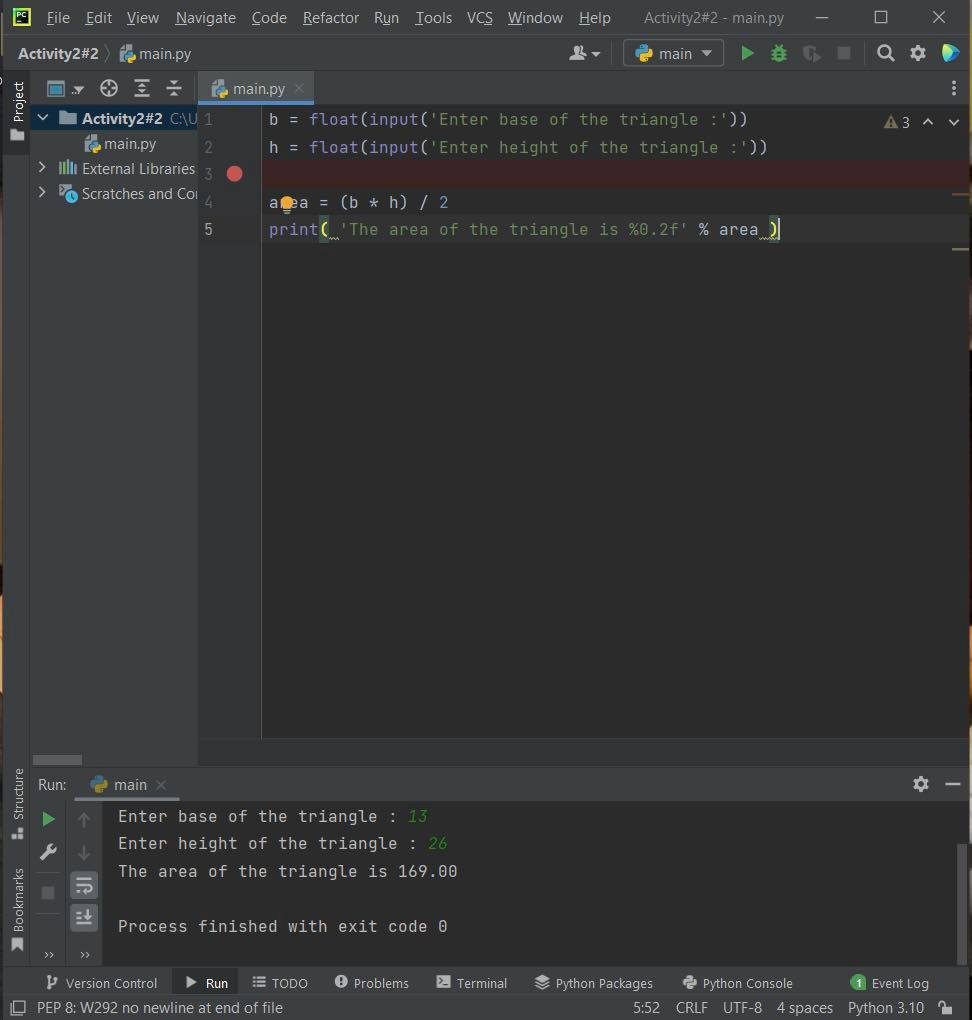 PC File Edit View Navigate Code Refactor Run Tools VCS Window Help Activity2#2 - main.py
Activity2#2 main.py main
Project
main.py
Activity2#2 C:\U
main.py
External Libraries
Scratches and Co
1 b = float(input('Enter base of the triangle :')) 3
2 h = float(input('Enter height of the triangle :'))
3
4 area = (b * h) / 2
5 print( 'The area of the triangle is %0.2f' % area )
Structure
Bookmarks
Run: main
Enter base of the triangle : 13
Enter height of the triangle : 26
The area of the triangle is 169.00
Process finished with exit code 0
Version Control Run TODO Problems Terminal Python Packages Python Console 1 Event Log
PEP 8: W292 no newline at end of file 5:52 CRLF UTF-8 4 spaces Python 3.10